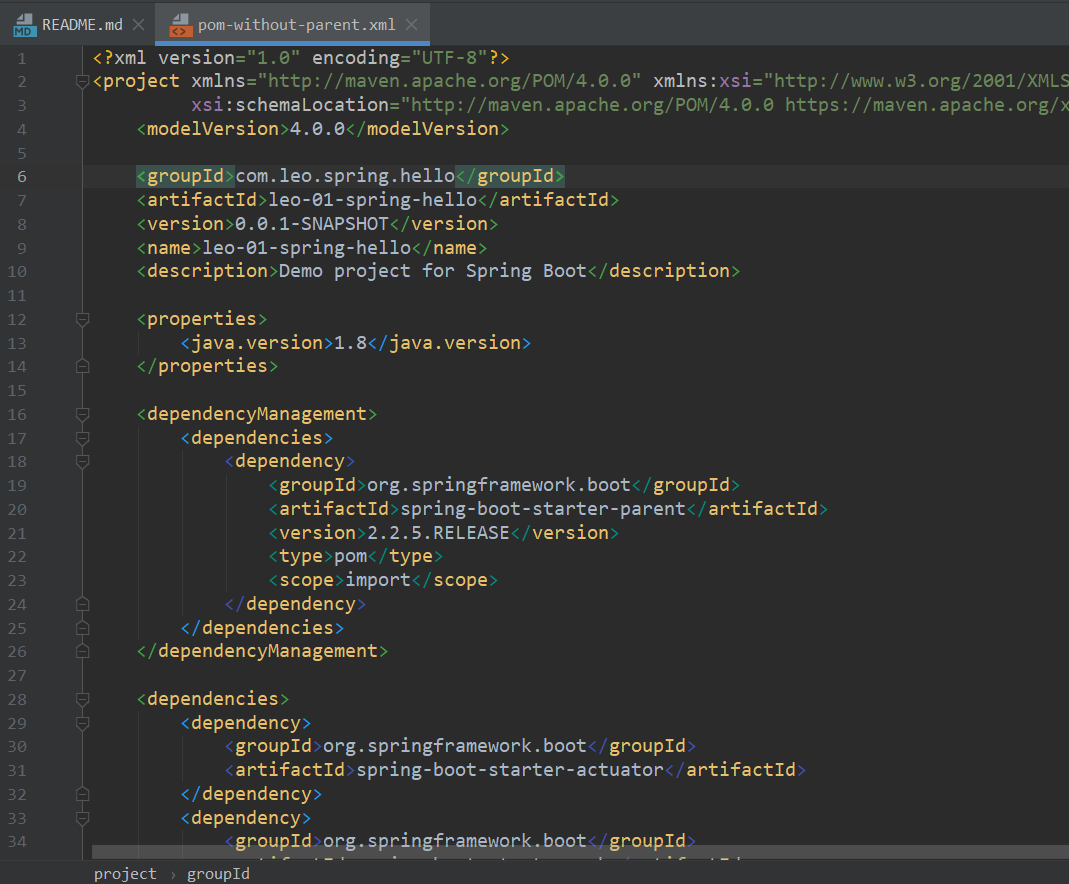 README.md
pom-without-parent.xml
1 <?xml version="1.0" encoding="UTF-8"?>
2 <project xmlns="http://maven.apache.org/POM/4.0.0" xmlns:xsi="http://www.w3.org/2001/XMLS
3 xsi:schemaLocation="http://maven.apache.org/POM/4.0.0 https://maven.apache.org/x
4 <modelVersion>4.0.0</modelVersion>
5
6 <groupId>com.leo.spring.hello</groupId>
7 <artifactId>leo-01-spring-hello</artifactId>
8 <version>0.0.1-SNAPSHOT</version>
9 <name>leo-01-spring-hello</name>
10 <description>Demo project for Spring Boot</description>
11
12 <properties>
13 <java.version>1.8</java.version>
14 </properties>
15
16 <dependencyManagement>
17 <dependencies>
18 <dependency>
19 <groupId>org.springframework.boot</groupId>
20 <artifactId>spring-boot-starter-parent</artifactId>
21 <version>2.2.5.RELEASE</version>
22 <type>pom</type>
23 <scope>import</scope>
24 </dependency>
25 </dependencies>
26 </dependencyManagement>
27
28 <dependencies>
29 <dependency>
30 <groupId>org.springframework.boot</groupId>
31 <artifactId>spring-boot-starter-actuator</artifactId>
32 </dependency>
33 <dependency>
34 <groupId>org.springframework.boot</groupId>
project › groupId